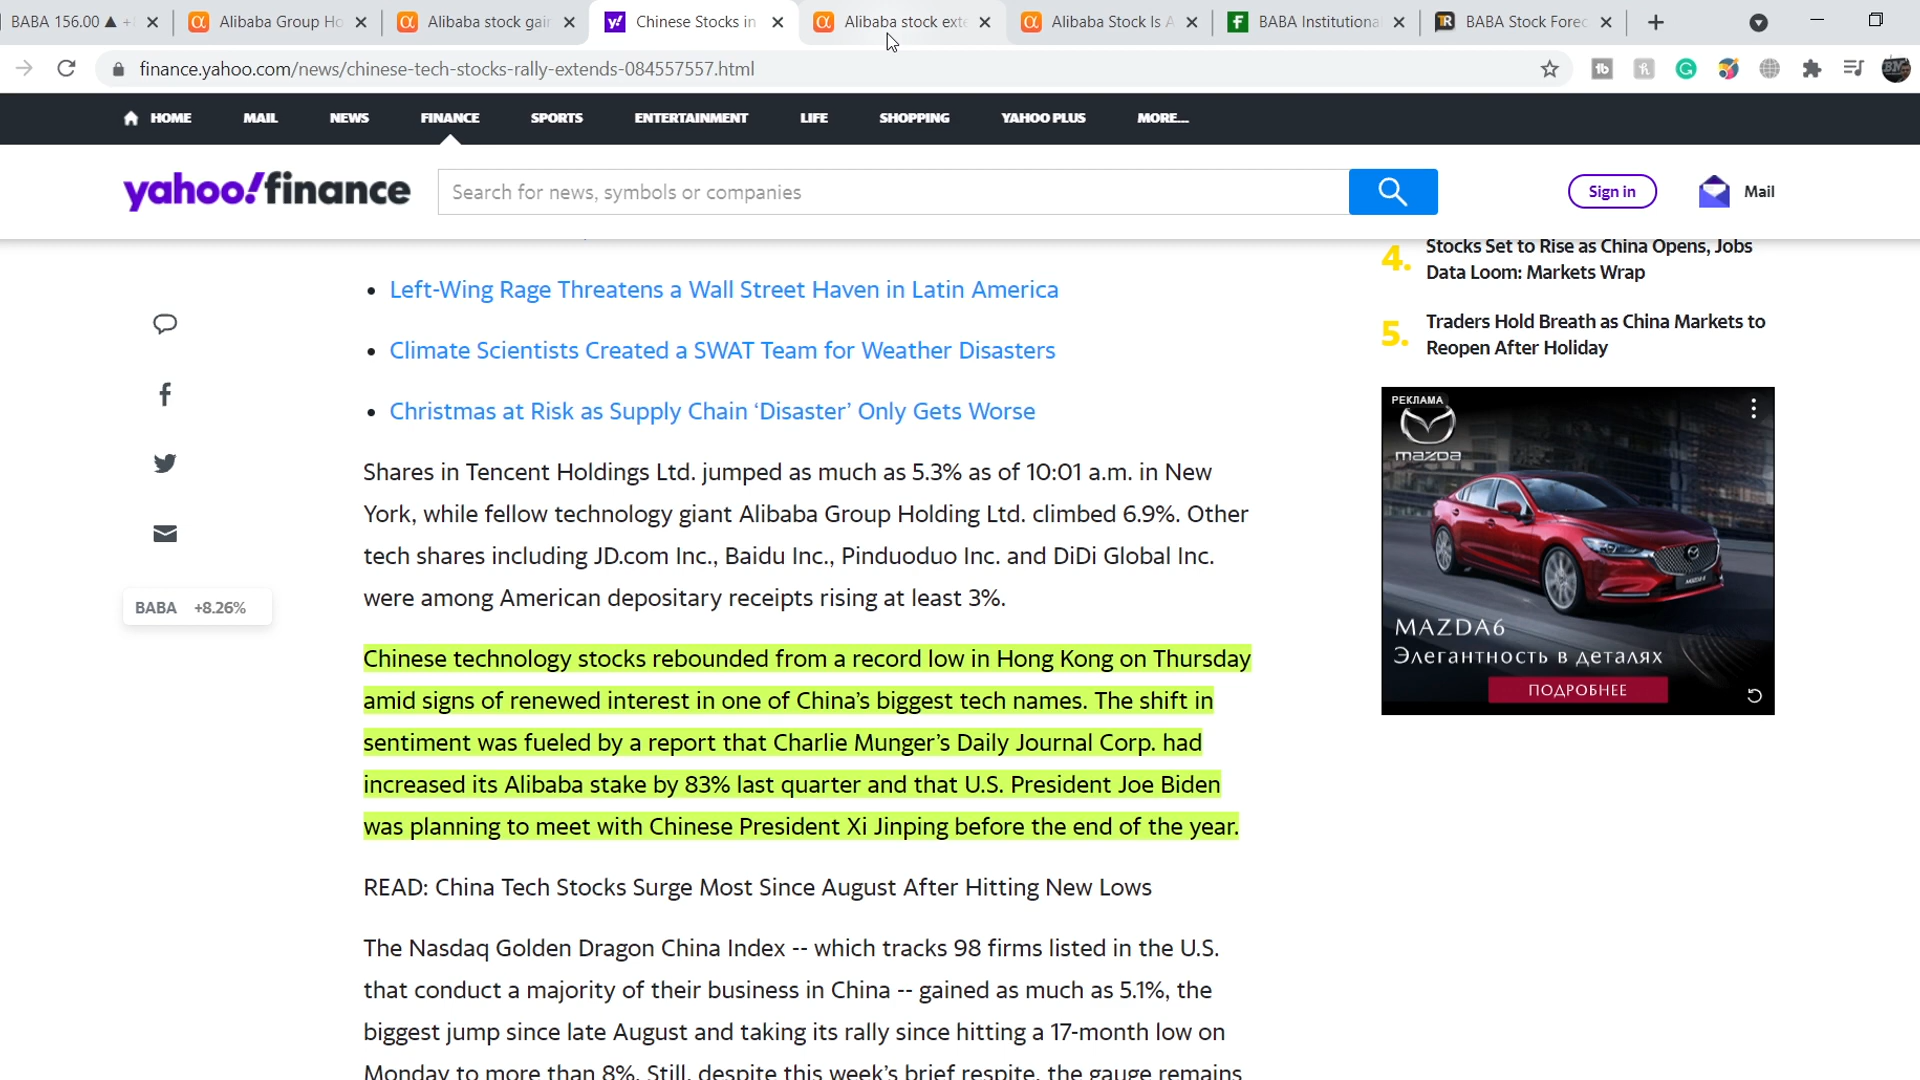 BABA 156.00 ▲ +
Alibaba Group Ho
Alibaba stock gai
Chinese Stocks in
Alibaba stock exte
Alibaba Stock Is A
BABA Institutiona
BABA Stock Forec
finance.yahoo.com/news/chinese-tech-stocks-rally-extends-084557557.html
HOME MAIL NEWS FINANCE SPORTS ENTERTAINMENT LIFE SHOPPING YAHOO PLUS MORE...
yahoo!finance
Search for news, symbols or companies
Sign in
Mail
• Left-Wing Rage Threatens a Wall Street Haven in Latin America
• Climate Scientists Created a SWAT Team for Weather Disasters
• Christmas at Risk as Supply Chain ‘Disaster’ Only Gets Worse
Shares in Tencent Holdings Ltd. jumped as much as 5.3% as of 10:01 a.m. in New
York, while fellow technology giant Alibaba Group Holding Ltd. climbed 6.9%. Other
tech shares including JD.com Inc., Baidu Inc., Pinduoduo Inc. and DiDi Global Inc.
were among American depositary receipts rising at least 3%.
BABA +8.26%
Chinese technology stocks rebounded from a record low in Hong Kong on Thursday
amid signs of renewed interest in one of China’s biggest tech names. The shift in
sentiment was fueled by a report that Charlie Munger’s Daily Journal Corp. had
increased its Alibaba stake by 83% last quarter and that U.S. President Joe Biden
was planning to meet with Chinese President Xi Jinping before the end of the year.
READ: China Tech Stocks Surge Most Since August After Hitting New Lows
The Nasdaq Golden Dragon China Index -- which tracks 98 firms listed in the U.S.
that conduct a majority of their business in China -- gained as much as 5.1%, the
biggest jump since late August and taking its rally since hitting a 17-month low on
Monday to more than 8%. Still, despite this week’s brief respite, the gauge remains
4. Stocks Set to Rise as China Opens, Jobs
Data Loom: Markets Wrap
5. Traders Hold Breath as China Markets to
Reopen After Holiday
РЕКЛАМА
mazda
MAZDA6
Элегантность в деталях
ПОДРОБНЕЕ